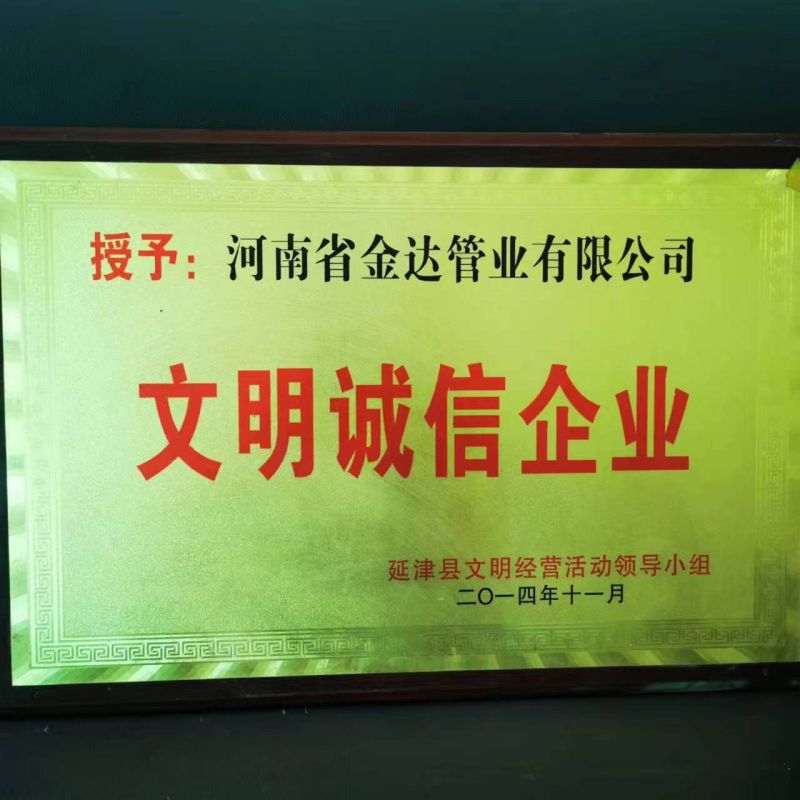 授予：河南省金达管业有限公司
文明诚信企业
延津县文明经营活动领导小组
二〇一四年十一月